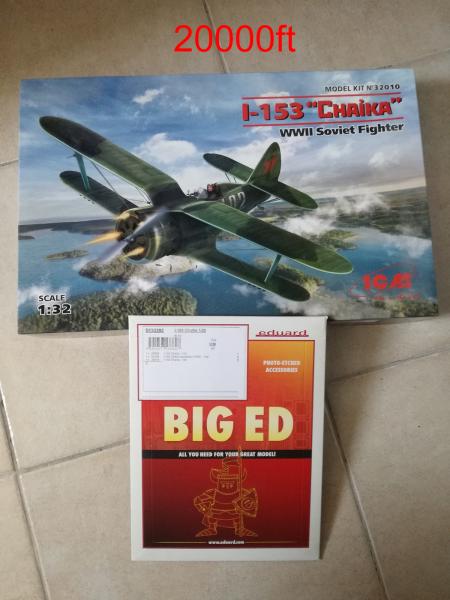 20000ft
MODEL KIT N°32010
I-153 "CHAIKA"
WWII Soviet Fighter
ICM
SCALE
1:32
eduard
PHOTO-ETCHED
ACCESSORIES
BIG ED
ALL YOU NEED FOR YOUR GREAT MODEL!
www.eduard.com